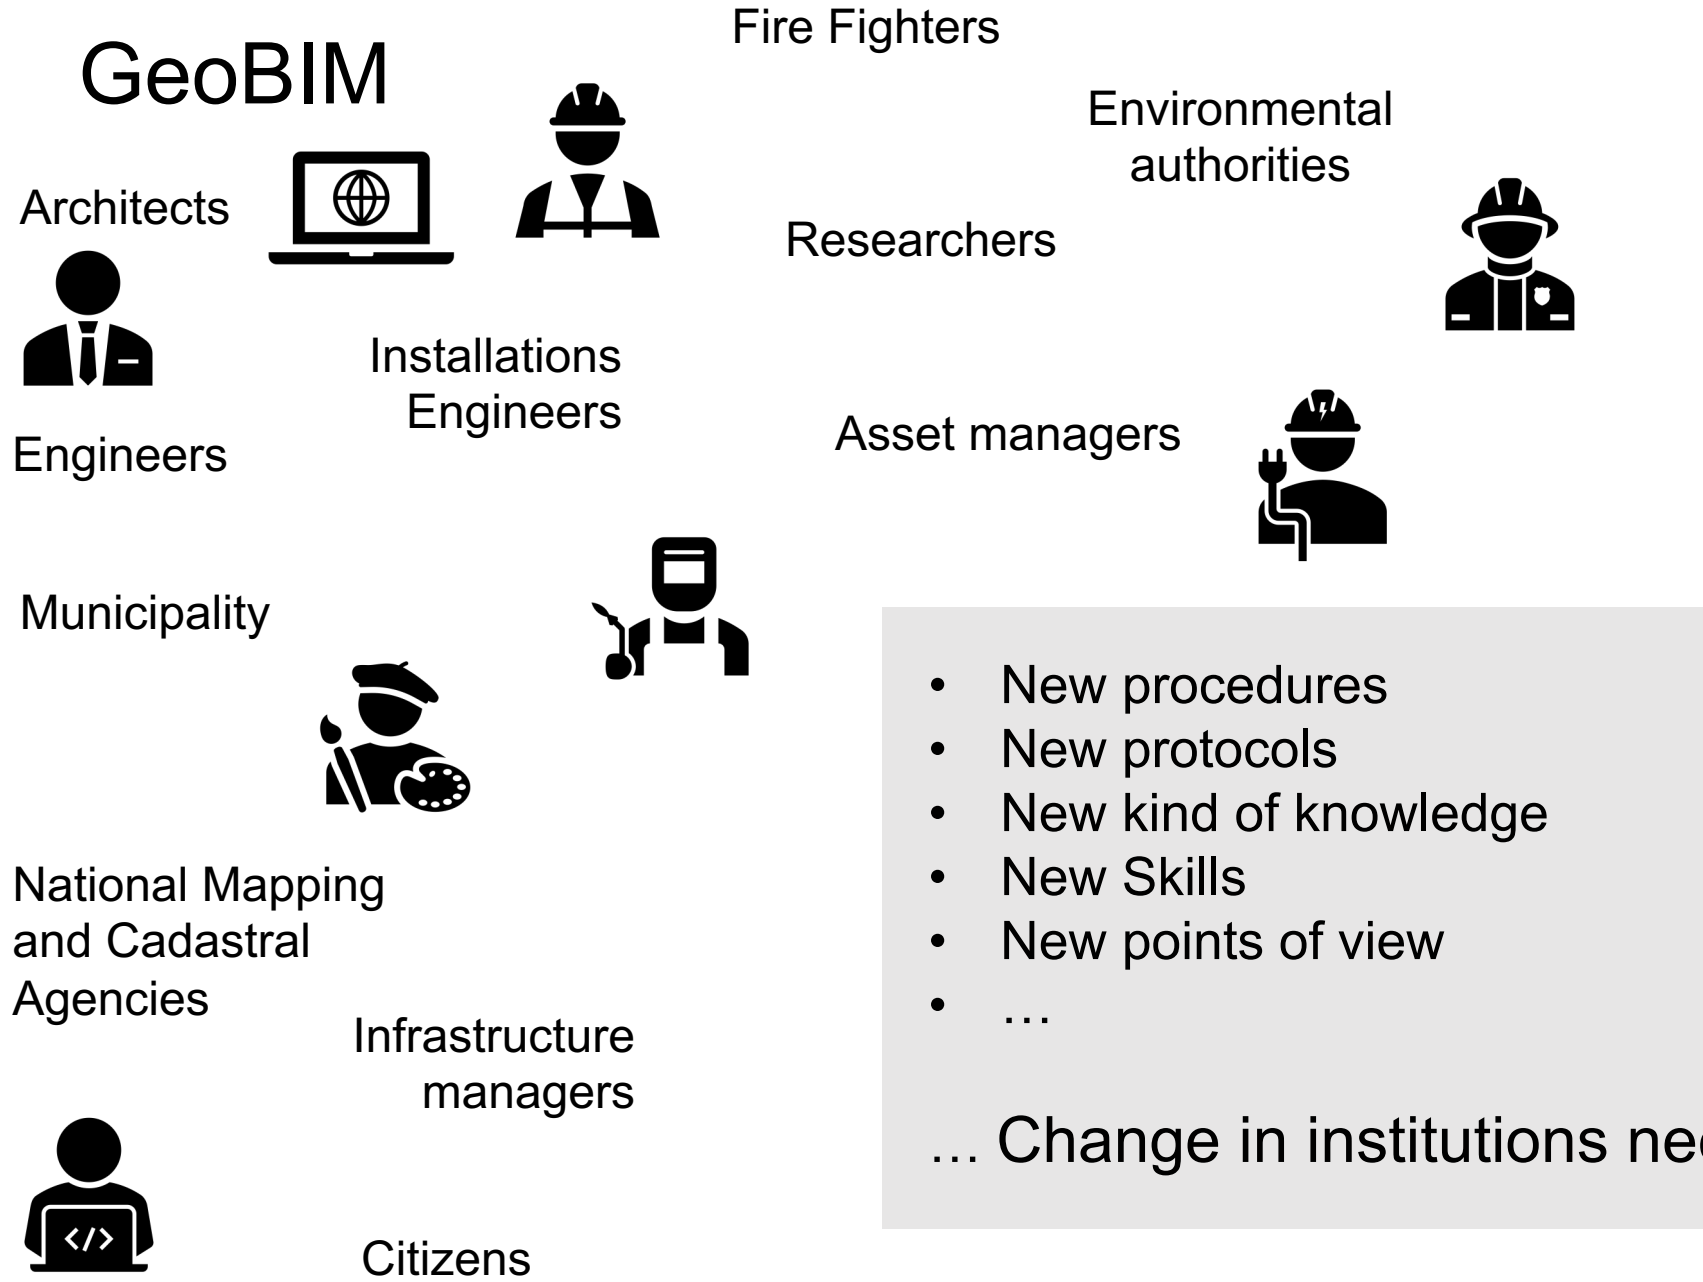 GeoBIM
Fire Fighters
Environmental
authorities
Architects
Researchers
Installations
Engineers
Asset managers
Engineers
Municipality
• New procedures
• New protocols
• New kind of knowledge
• New Skills
• New points of view
• …
… Change in institutions
National Mapping
and Cadastral
Agencies
Infrastructure
managers
</>
Citizens